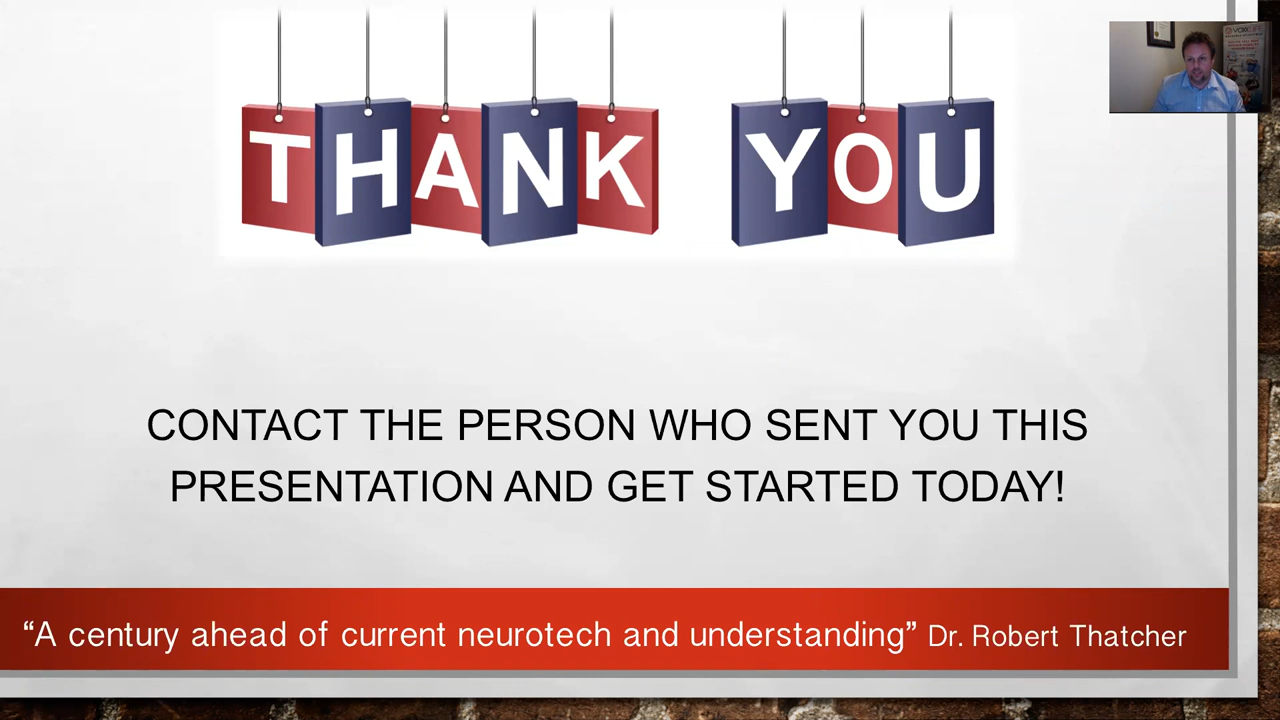 THANK YOU
CONTACT THE PERSON WHO SENT YOU THIS
PRESENTATION AND GET STARTED TODAY!
“A century ahead of current neurotech and understanding” Dr. Robert Thatcher